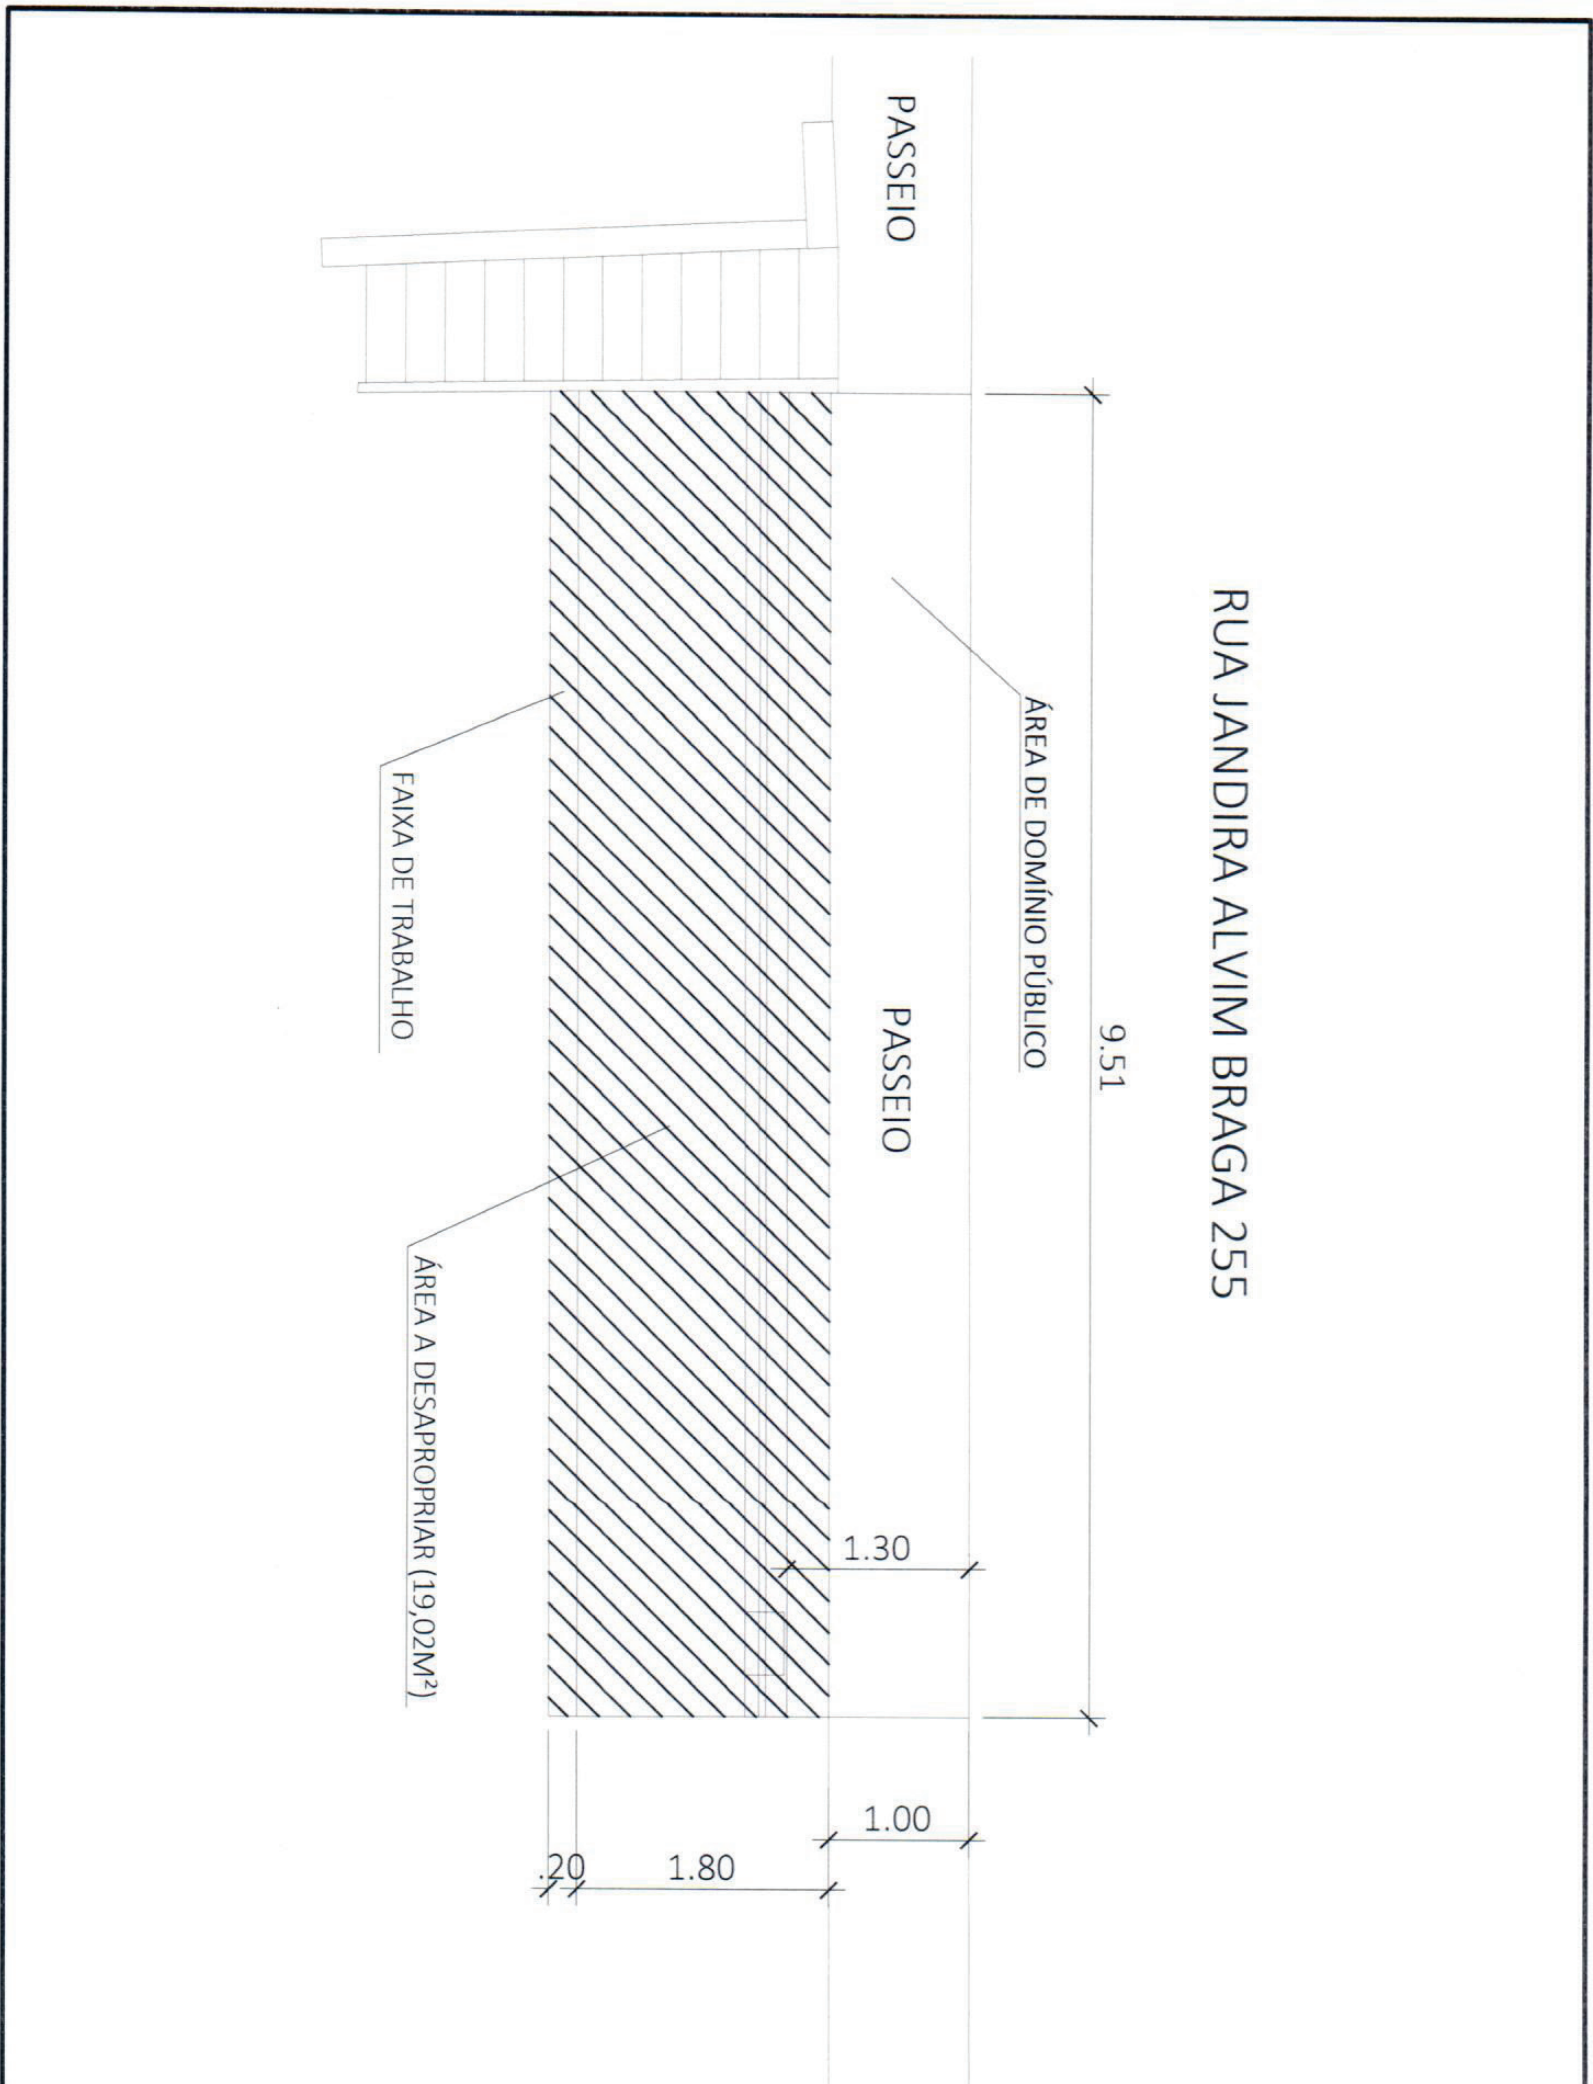 RUA JANDIRA ALVIM BRAGA 255
9.51
ÁREA DE DOMÍNIO PÚBLICO
PASSEIO
PASSEIO
1.30
1.00
1.80
.20
FAIXA DE TRABALHO
ÁREA A DESAPROPRIAR (19,02M²)